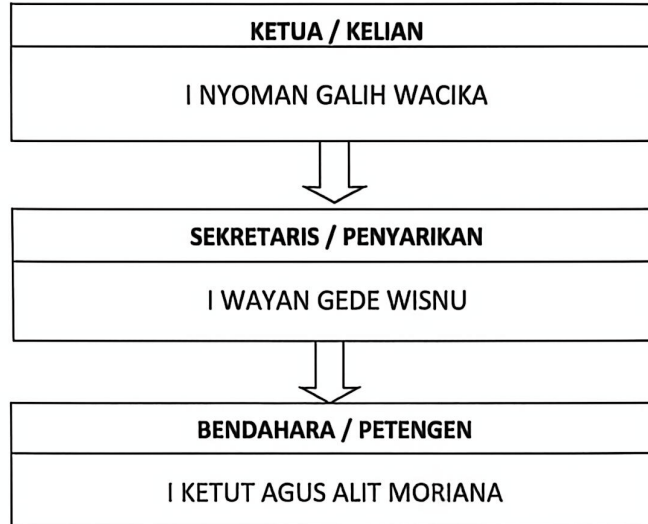 KETUA / KELIAN
I NYOMAN GALIH WACIKA
SEKRETARIS / PENYARIKAN
I WAYAN GEDE WISNU
BENDAHARA / PETENGEN
I KETUT AGUS ALIT MORIANA